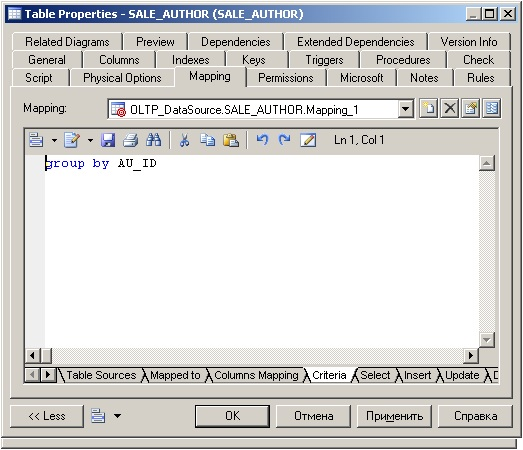 Table Properties - SALE_AUTHOR (SALE_AUTHOR)
Related Diagrams Preview Dependencies Extended Dependencies Version Info
General Columns Indexes Keys Triggers Procedures Check
Script Physical Options Mapping Permissions Microsoft Notes Rules
Mapping: OLTP_DataSource.SALE_AUTHOR.Mapping_1
Ln 1, Col 1
group by AU_ID
Table Sources Mapped to Columns Mapping Criteria Select Insert Update
<< Less OK Отмена Применить Справка